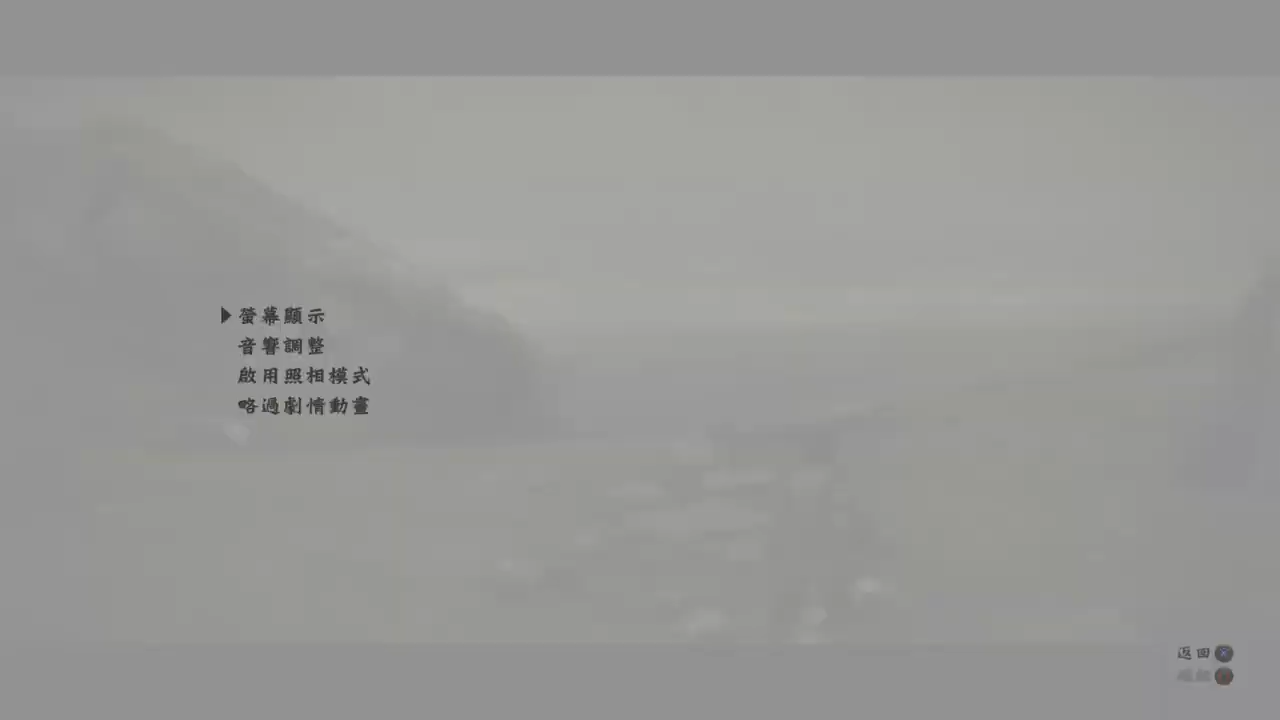 螢幕顯示
音響調整
啟用照相模式
略過劇情動畫
返回